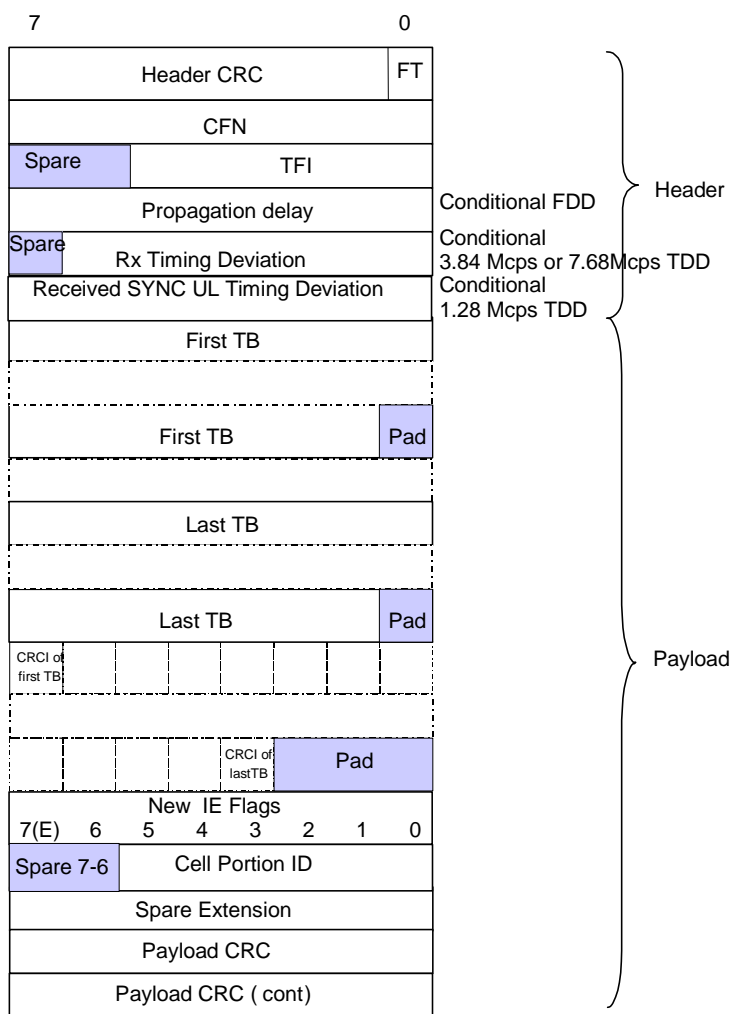 7 0
Header CRC FT
CFN
Spare TFI
Propagation delay Conditional FDD
Header
Spare Rx Timing Deviation Conditional
3.84 Mcps or 7.68Mcps TDD
Received SYNC UL Timing Deviation Conditional
1.28 Mcps TDD
First TB
First TB Pad
Last TB
Last TB Pad
CRCI of
first TB
Payload
CRCI of
lastTB
Pad
New IE Flags
7(E) 6 5 4 3 2 1 0
Spare 7-6 Cell Portion ID
Spare Extension
Payload CRC
Payload CRC ( cont)